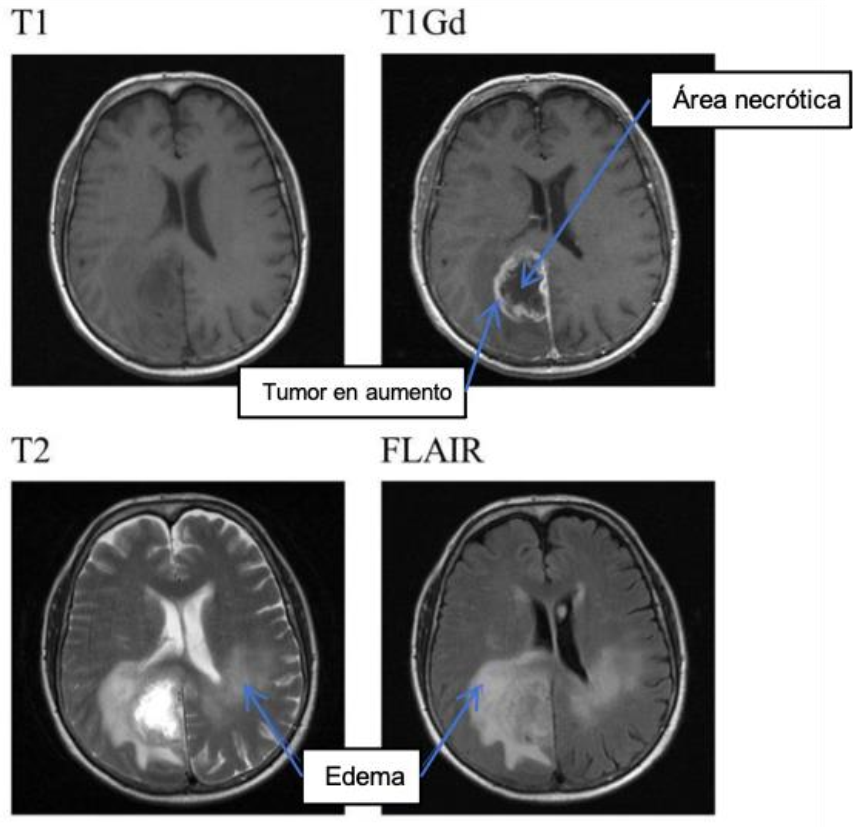 T1
T1Gd
Área necrótica
Tumor en aumento
T2
FLAIR
Edema